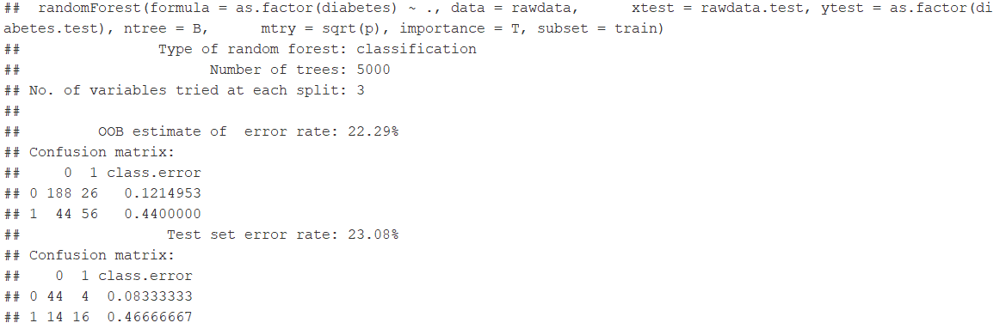 ##  randomForest(formula = as.factor(diabetes) ~ ., data = rawdata,      xtest = rawdata.test, ytest = as.factor(di
abetes.test), ntree = B,      mtry = sqrt(p), importance = T, subset = train)
##                Type of random forest: classification
##                      Number of trees: 5000
## No. of variables tried at each split: 3
##
##         OOB estimate of  error rate: 22.29%
## Confusion matrix:
##     0  1 class.error
## 0 188 26   0.1214953
## 1  44 56   0.4400000
##                 Test set error rate: 23.08%
## Confusion matrix:
##    0  1 class.error
## 0 44  4  0.08333333
## 1 14 16  0.46666667